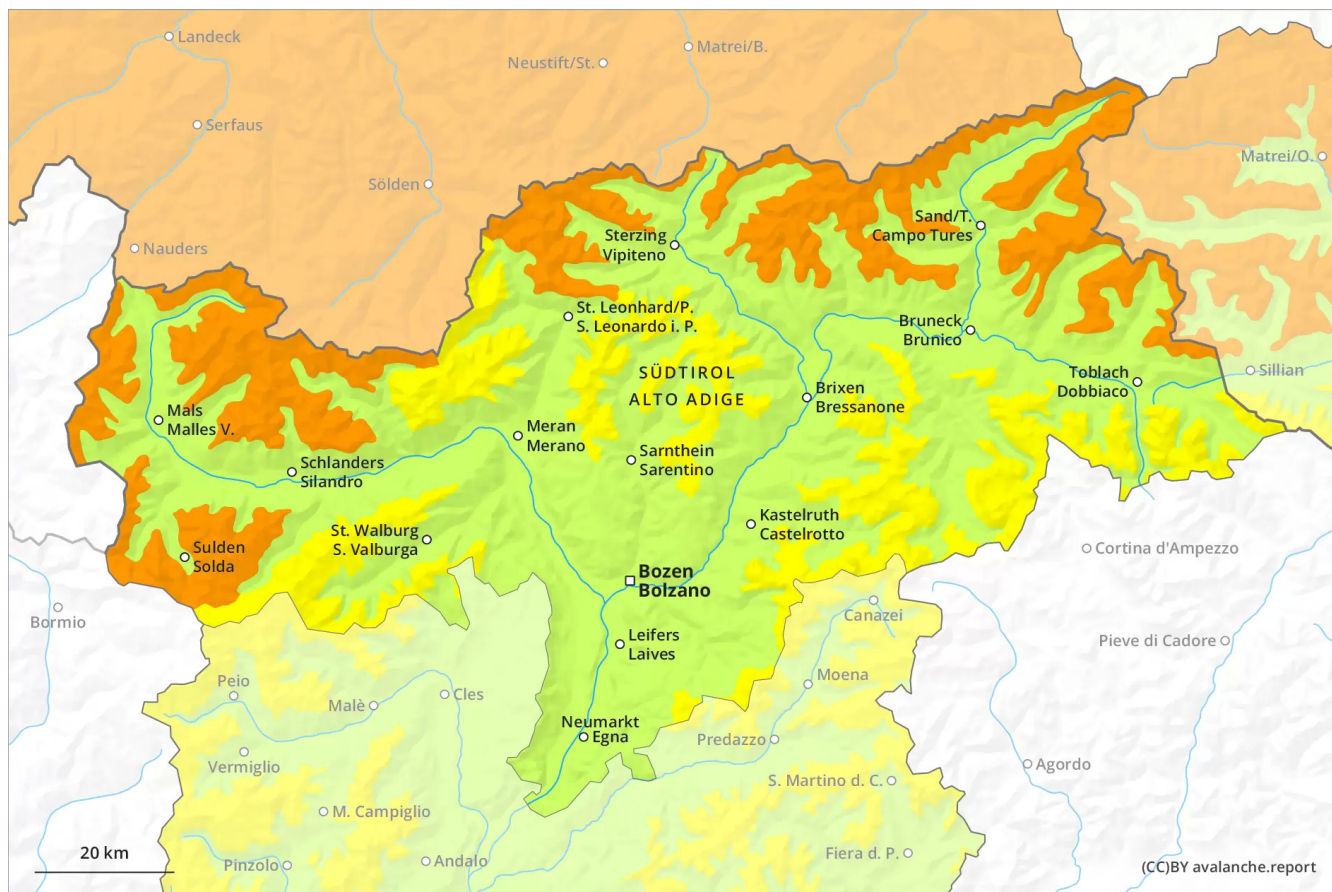 Landeck
Matrei/B.
Neustift/St.
Serfaus
Matrei/O.
Sölden
Sand/T.
Campo Tures
Sterzing
Vipiteno
Nauders
St. Leonhard/P.
S. Leonardo i. P.
Bruneck
Brunico
SÜDTIROL
ALTO ADIGE
Toblach
Dobbiaco
Sillian
Brixen
Bressanone
Mals
Malles V.
Meran
Merano
Sarnthein
Sarentino
Schlanders
Silandro
Kastelruth
Castelrotto
St. Walburg
S. Valburga
Sulden
Solda
Cortina d'Ampezzo
Bozen
Bolzano
Bormio
Canazei
Leifers
Laives
Pieve di Cadore
Peio
Moena
Malè
Cles
Neumarkt
Egna
Predazzo
Vermiglio
Agordo
S. Martino d. C.
M. Campiglio
20 km
Pinzolo
Andalo
Fiera d. P.
(CC)BY avalanche.report